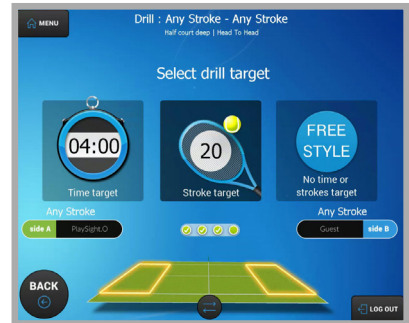 MENU
Drill : Any Stroke - Any Stroke
Half court deep | Head To Head
Select drill target
04:00
Time target
20
Stroke target
FREE
STYLE
No time or
strokes target
Any Stroke
side A PlaySight.O
Any Stroke
Guest side B
BACK
LOG OUT